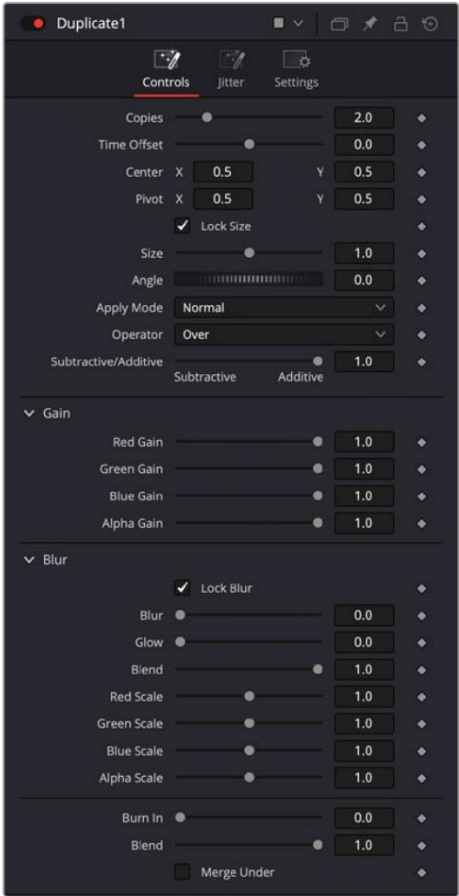 Duplicate1
Controls Jitter Settings
Copies 2.0
Time Offset 0.0
Center X 0.5 Y 0.5
Pivot X 0.5 Y 0.5
Lock Size
Size 1.0
Angle 0.0
Apply Mode Normal
Operator Over
Subtractive/Additive 1.0
Subtractive Additive
Gain
Red Gain 1.0
Green Gain 1.0
Blue Gain 1.0
Alpha Gain 1.0
Blur
Lock Blur
Blur 0.0
Glow 0.0
Blend 1.0
Red Scale 1.0
Green Scale 1.0
Blue Scale 1.0
Alpha Scale 1.0
Burn In 0.0
Blend 1.0
Merge Under